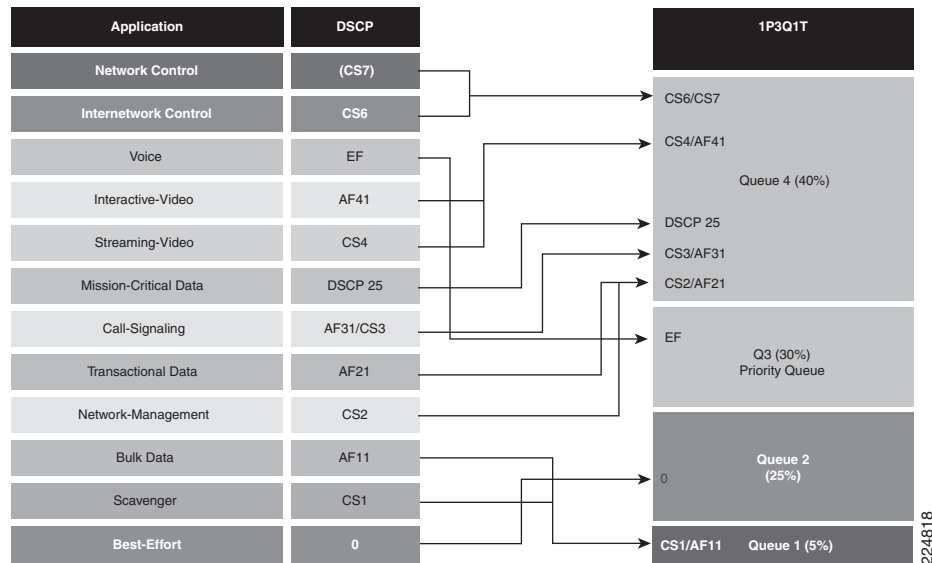 Application DSCP 1P3Q1T
Network Control (CS7)
Internetwork Control CS6
Voice EF
Interactive-Video AF41
Streaming-Video CS4
Mission-Critical Data DSCP 25
Call-Signaling AF31/CS3
Transactional Data AF21
Network-Management CS2
Bulk Data AF11
Scavenger CS1
Best-Effort 0
CS6/CS7
CS4/AF41
Queue 4 (40%)
DSCP 25
CS3/AF31
CS2/AF21
EF
Q3 (30%)
Priority Queue
Queue 2
(25%)
0
CS1/AF11 Queue 1 (5%)
224818